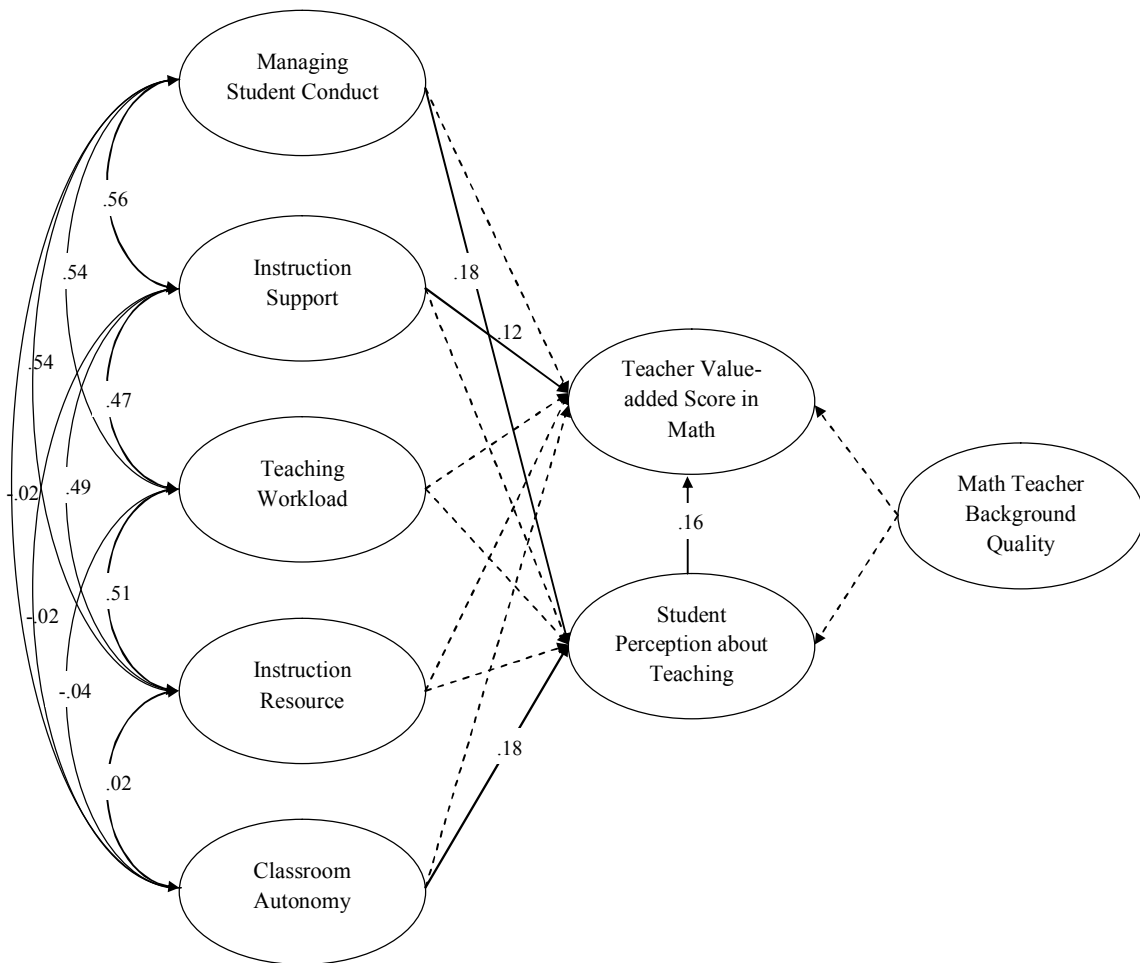 Managing
Student Conduct
.56
.18
Instruction
Support
.54
.12
.54
Teacher Value-
added Score in
Math
.47
Teaching
Workload
-.02
.49
Math Teacher
Background
Quality
.16
.51
-.02
Student
Perception about
Teaching
Instruction
Resource
-.04
.18
.02
Classroom
Autonomy